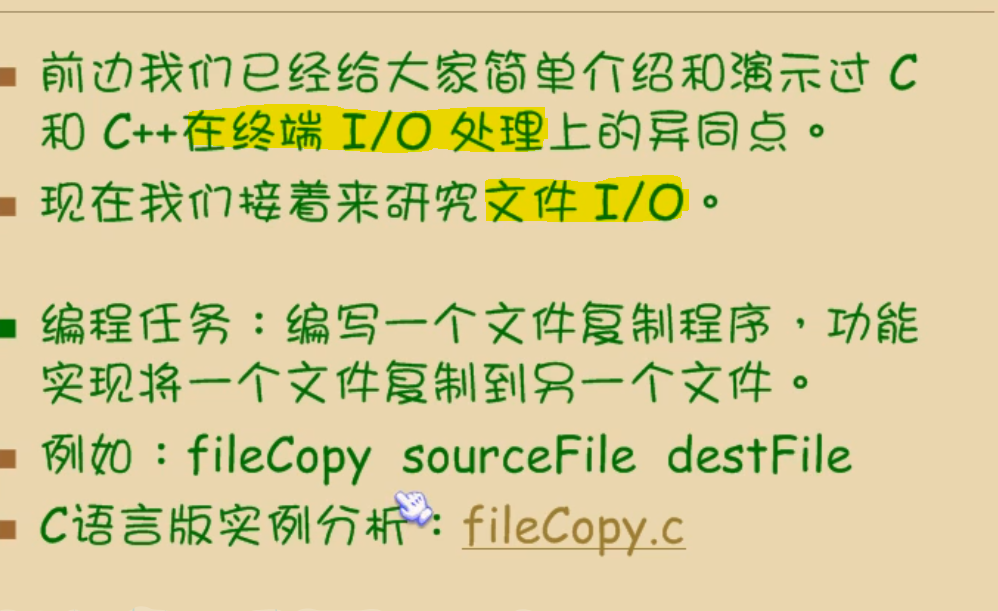 前边我们已经给大家简单介绍和演示过 C
和 C++在终端 I/O 处理上的异同点。
现在我们接着来研究文件 I/O。
编程任务：编写一个文件复制程序，功能
实现将一个文件复制到另一个文件。
例如：fileCopy sourceFile destFile
C语言版实例分析：fileCopy.c